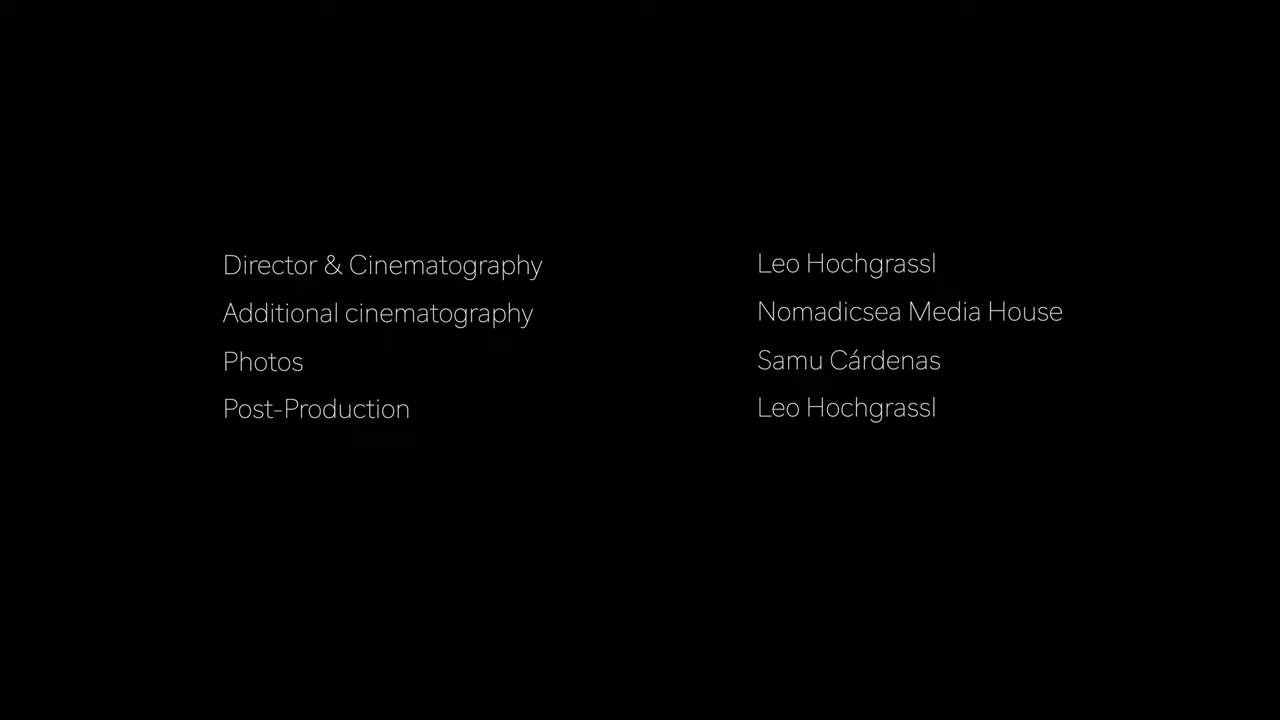 Director & Cinematography Leo Hochgrassl
Additional cinematography Nomadicsea Media House
Photos Samu Cárdenas
Post-Production Leo Hochgrassl